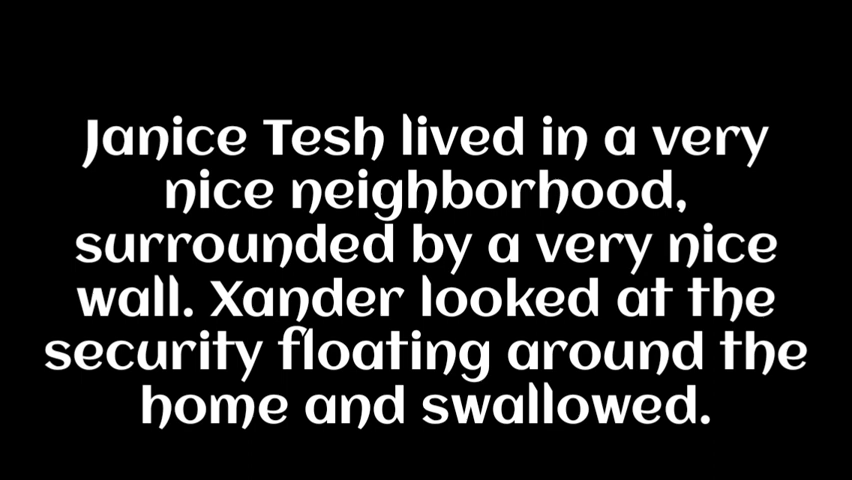 Janice Tesh lived in a very
nice neighborhood,
surrounded by a very nice
wall. Xander looked at the
security floating around the
home and swallowed.